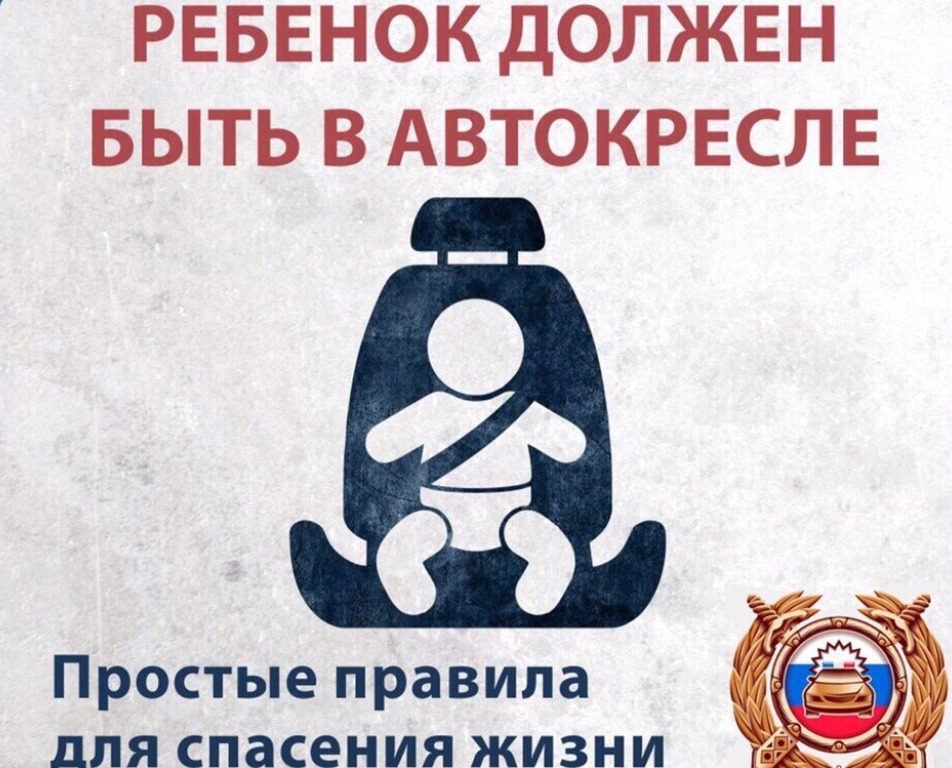 РЕБЕНОК ДОЛЖЕН
БЫТЬ В АВТОКРЕСЛЕ
Простые правила
для спасения жизни